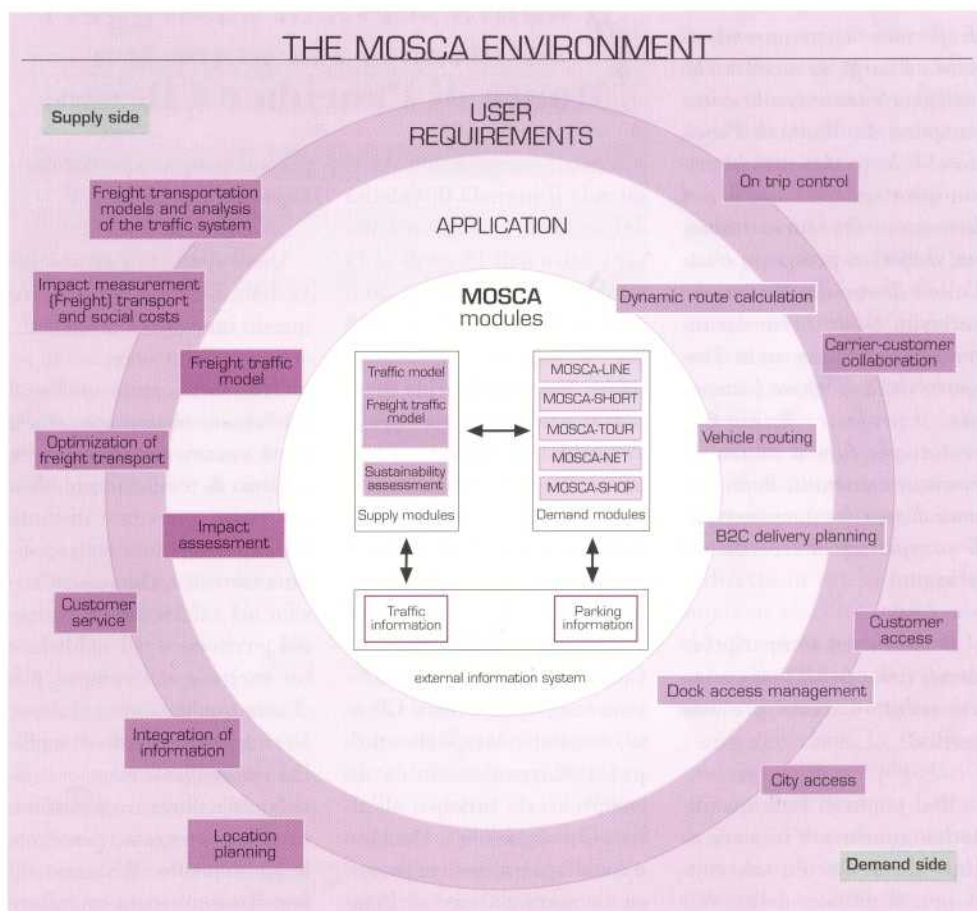 THE MOSCA ENVIRONMENT
Supply side
USER
REQUIREMENTS
Freight transportation
models and analysis
of the traffic system
On trip control
APPLICATION
Impact measurement
(Freight) transport
and social costs
MOSCA
modules
Dynamic route calculation
Carrier-customer
collaboration
Freight traffic
model
Traffic model
Freight traffic
model
Sustainability
assessment
Supply modules
MOSCA-LINE
MOSCA-SHORT
MOSCA-TOUR
MOSCA-NET
MOSCA-SHOP
Demand modules
Optimization of
freight transport
Vehicle routing
Impact
assessment
B2C delivery planning
Customer
service
Traffic
information
Parking
information
Customer
access
external information system
Dock access management
Integration of
information
City access
Location
planning
Demand side